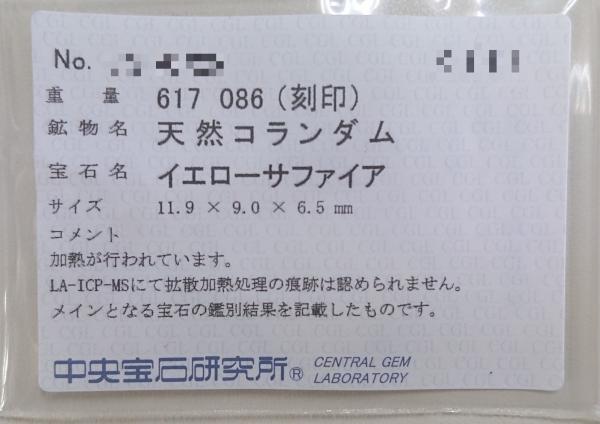 No.
重量 617 086 (刻印)
鉱物名 天然コランダム
宝石名 イエローサファイア
サイズ 11.9 × 9.0 × 6.5 mm
コメント
加熱が行われています。
LA-ICP-MSにて拡散加熱処理の痕跡は認められません。
メインとなる宝石の鑑別結果を記載したものです。
中央宝石研究所® CENTRAL GEM
LABORATORY